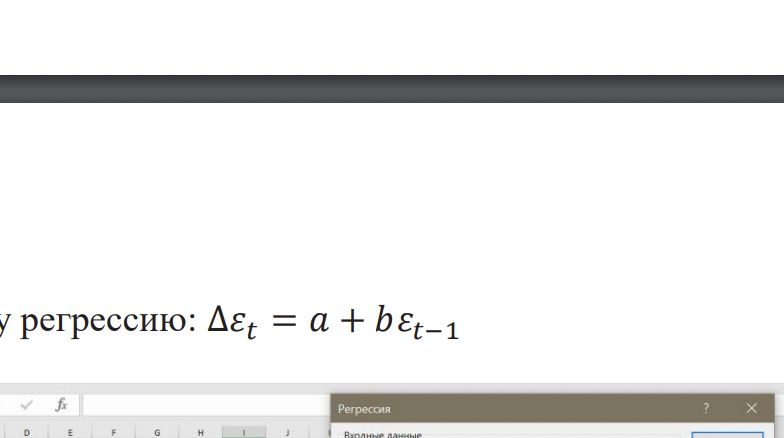 у регрессию: Δε_t = a + bε_{t−1}
fx
Регрессия ? ×
D E F G H I J
Входные данные